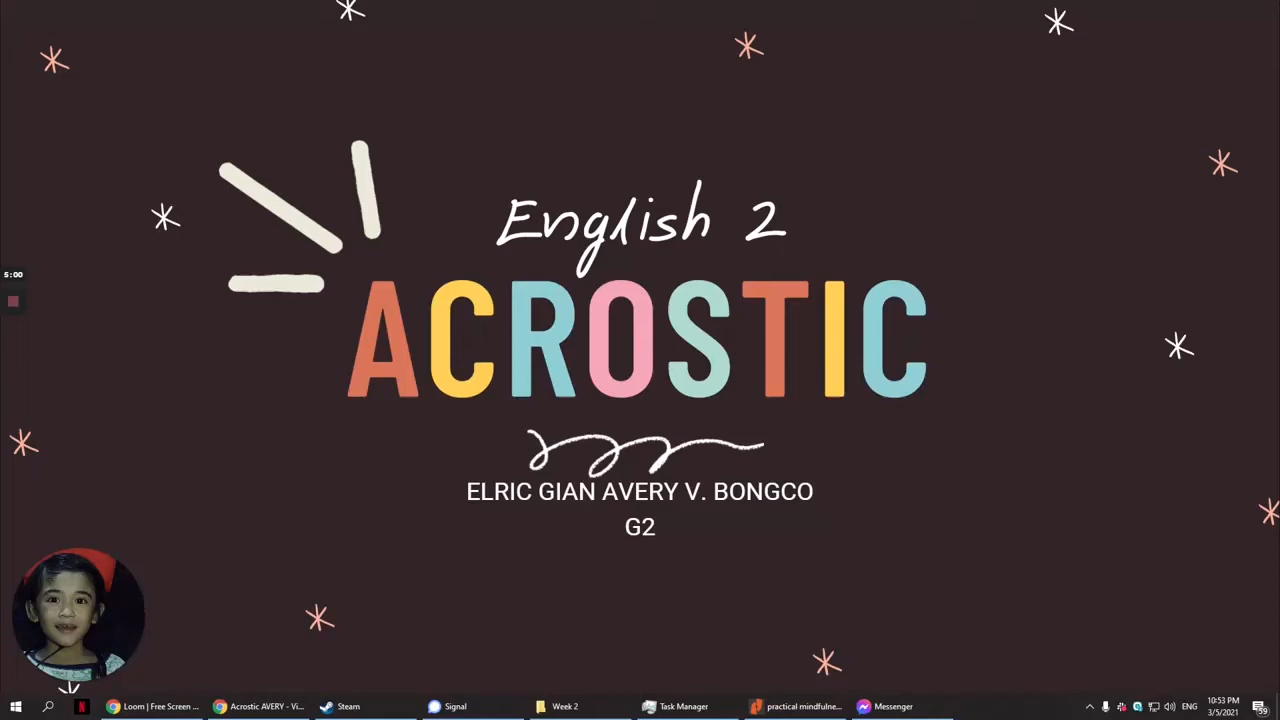 English 2
ACROSTIC
ELRIC GIAN AVERY V. BONGCO
G2
5:00
N
Loom | Free Screen ...
Acrostic AVERY - Vi...
Steam
Signal
Week 2
Task Manager
practical mindfulne...
Messenger
ENG
10:53 PM
3/5/2021
59